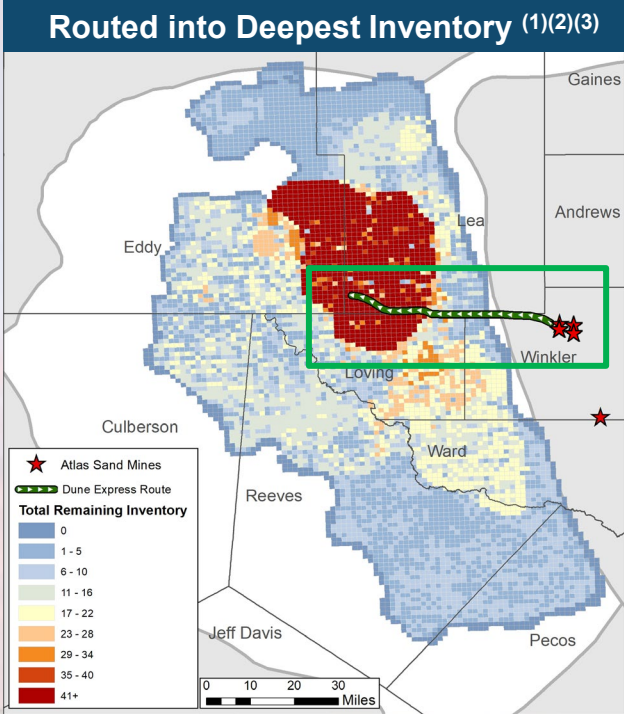 Routed into Deepest Inventory (1)(2)(3)
Gaines
Andrews
Lea
Eddy
Winkler
Loving
Culberson
Ward
Reeves
Jeff Davis
Pecos
Atlas Sand Mines
Dune Express Route
Total Remaining Inventory
0
1 - 5
6 - 10
11 - 16
17 - 22
23 - 28
29 - 34
35 - 40
41+
0 10 20 30
Miles